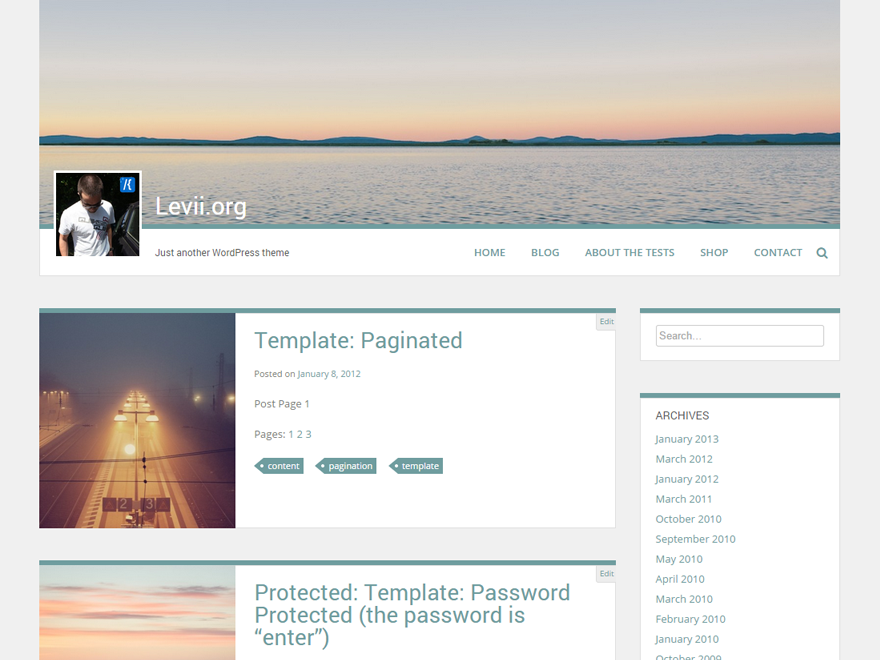 Levii.org
Just another WordPress theme
HOME BLOG ABOUT THE TESTS SHOP CONTACT
Edit
Template: Paginated
Posted on January 8, 2012
Post Page 1
Pages: 1 2 3
content pagination template
2 3
Edit
Protected: Template: Password
Protected (the password is
“enter”)
Search...
ARCHIVES
January 2013
March 2012
January 2012
March 2011
October 2010
September 2010
May 2010
April 2010
March 2010
February 2010
January 2010
October 2009